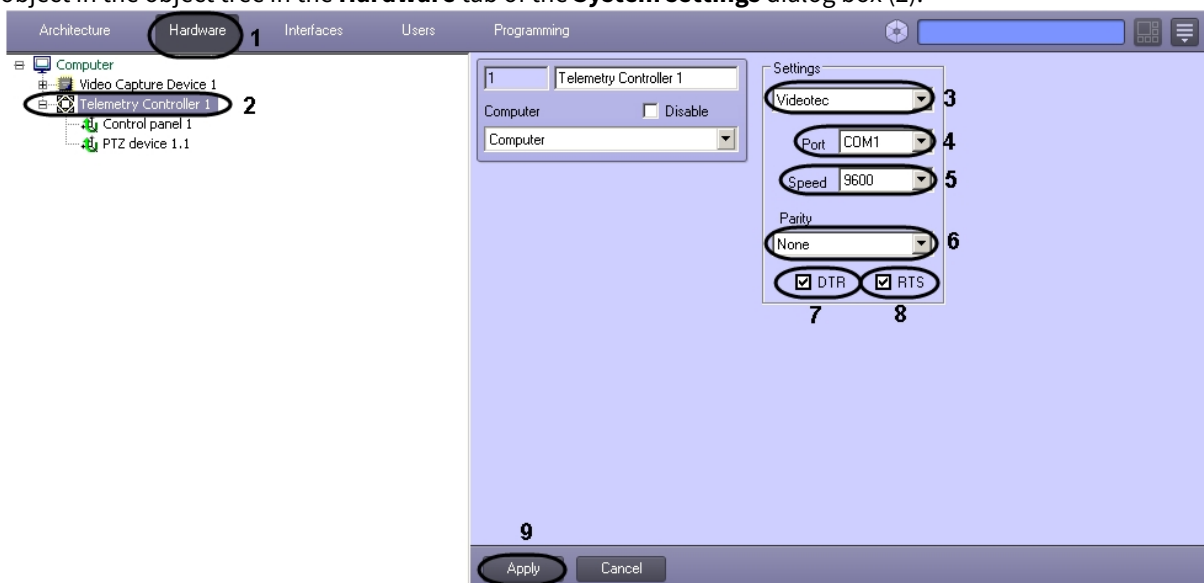 object in the object tree in the Hardware tab of the System settings dialog box (2).
Architecture Hardware 1 Interfaces Users Programming
Computer
Video Capture Device 1
Telemetry Controller 1 2
Control panel 1
PTZ device 1.1
1 Telemetry Controller 1
Computer Disable
Computer
Settings
Videotec 3
Port COM1 4
Speed 9600 5
Parity
None 6
DTR RTS
7 8
9
Apply Cancel